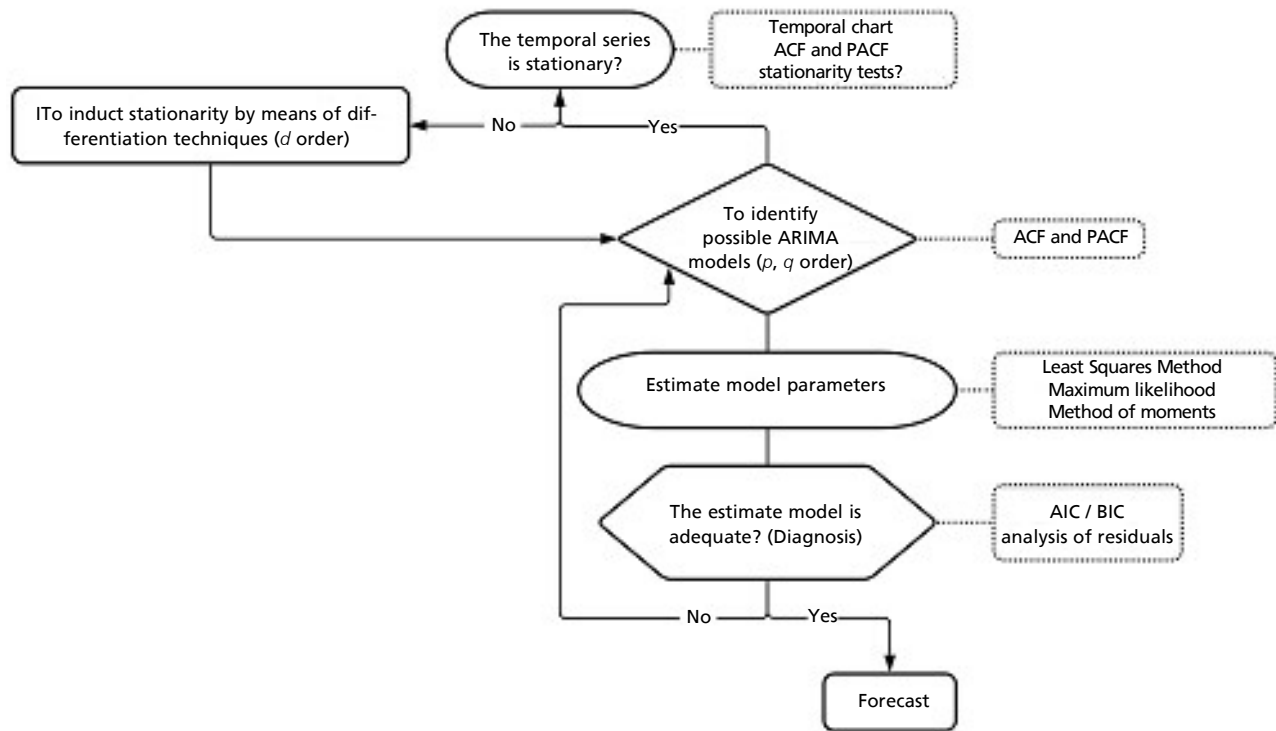 The temporal series
is stationary?
Temporal chart
ACF and PACF
stationarity tests?
ITo induct stationarity by means of dif-
ferentiation techniques (d order)
No
Yes
To identify
possible ARIMA
models (p, q order)
ACF and PACF
Estimate model parameters
Least Squares Method
Maximum likelihood
Method of moments
The estimate model is
adequate? (Diagnosis)
AIC / BIC
analysis of residuals
No
Yes
Forecast